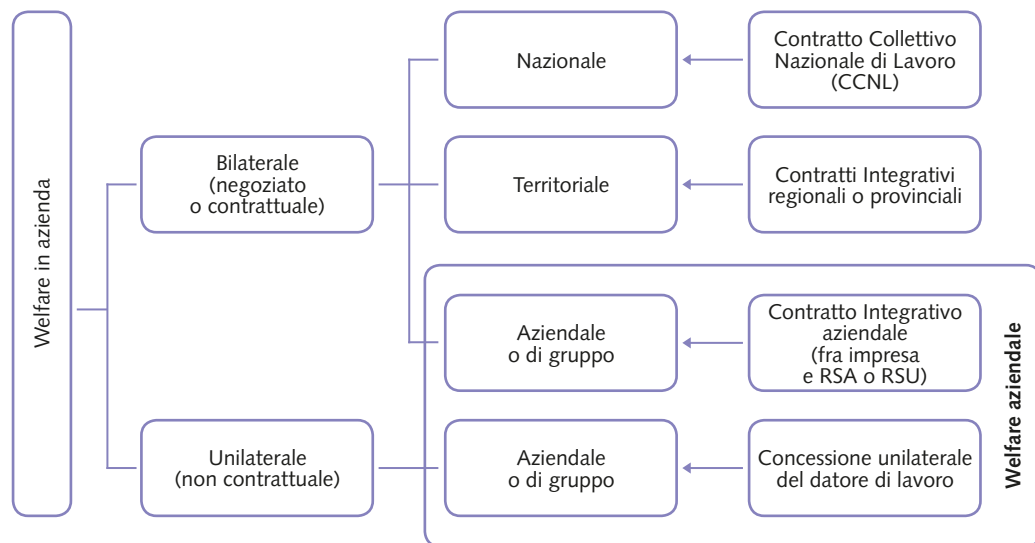 Welfare in azienda
Bilaterale
(negoziato
o contrattuale)
Unilaterale
(non contrattuale)
Nazionale
Contratto Collettivo
Nazionale di Lavoro
(CCNL)
Territoriale
Contratti Integrativi
regionali o provinciali
Aziendale
o di gruppo
Contratto Integrativo
aziendale
(fra impresa
e RSA o RSU)
Aziendale
o di gruppo
Concessione unilaterale
del datore di lavoro
Welfare aziendale